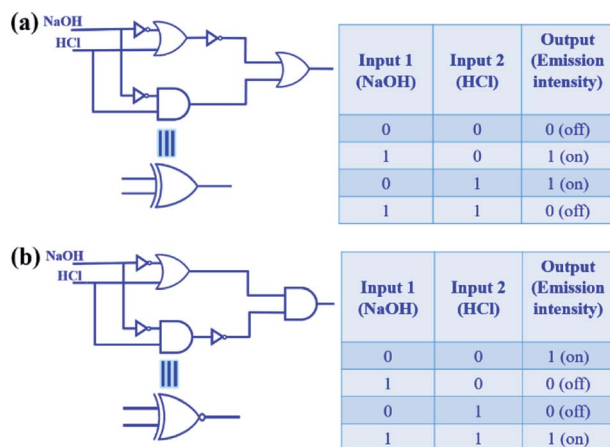 (a)
NaOH
HCl
Input 1 (NaOH) Input 2 (HCl) Output (Emission intensity)
0 0 0 (off)
1 0 1 (on)
0 1 1 (on)
1 1 0 (off)
(b)
NaOH
HCl
Input 1 (NaOH) Input 2 (HCl) Output (Emission intensity)
0 0 1 (on)
1 0 0 (off)
0 1 0 (off)
1 1 1 (on)